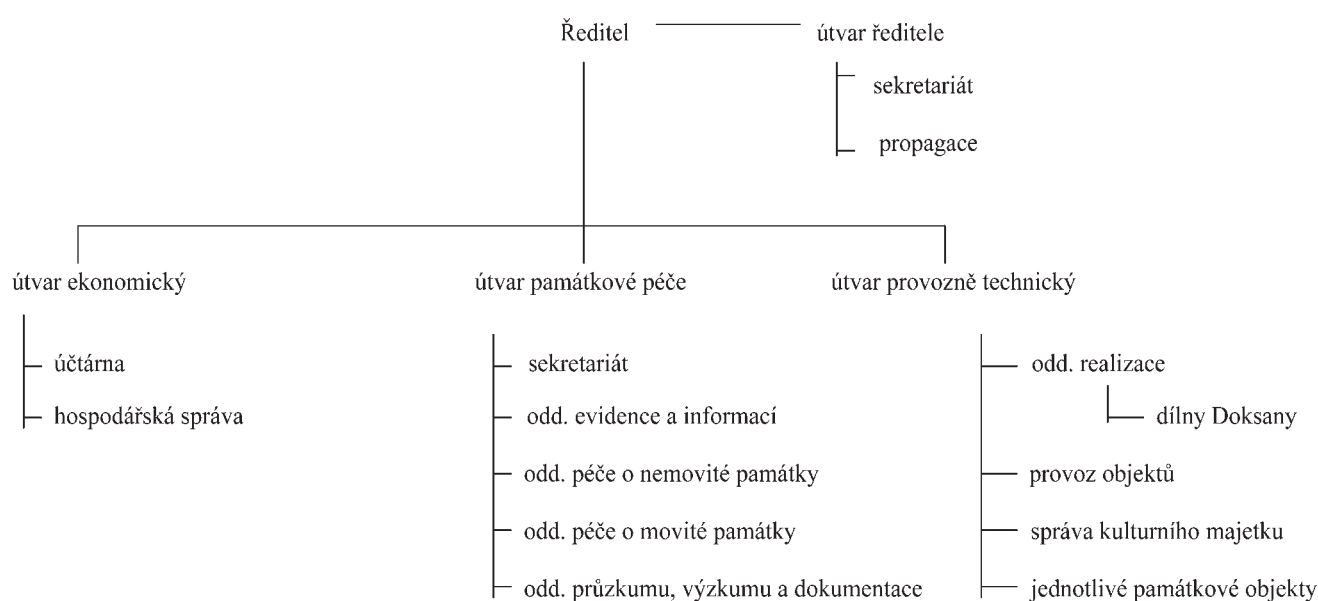 Ředitel
útvar ředitele
sekretariát
propagace
útvar ekonomický
účtárna
hospodářská správa
útvar památkové péče
sekretariát
odd. evidence a informací
odd. péče o nemovité památky
odd. péče o movité památky
odd. průzkumu, výzkumu a dokumentace
útvar provozně technický
odd. realizace
dílny Doksany
provoz objektů
správa kulturního majetku
jednotlivé památkové objekty